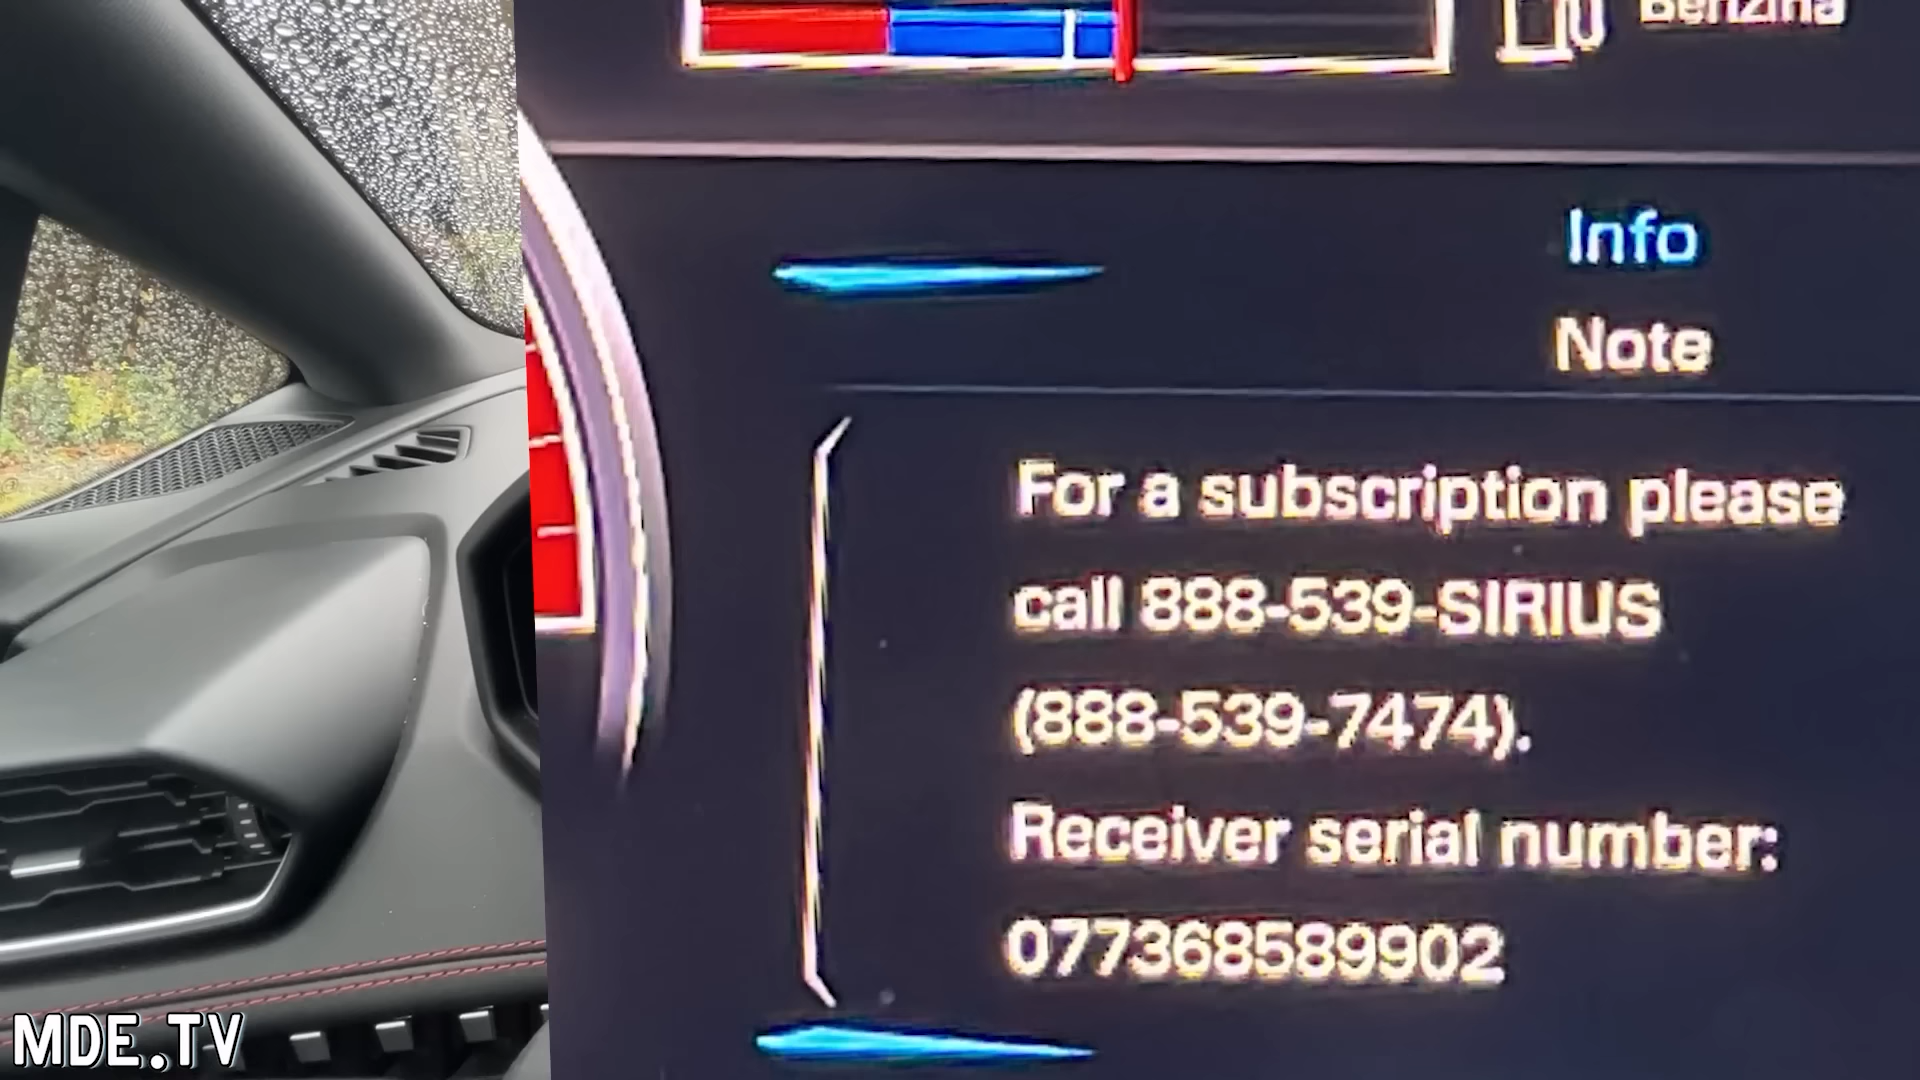 Benzina
Info
Note
For a subscription please
call 888-539-SIRIUS
(888-539-7474).
Receiver serial number:
077368589902
MDE.TV